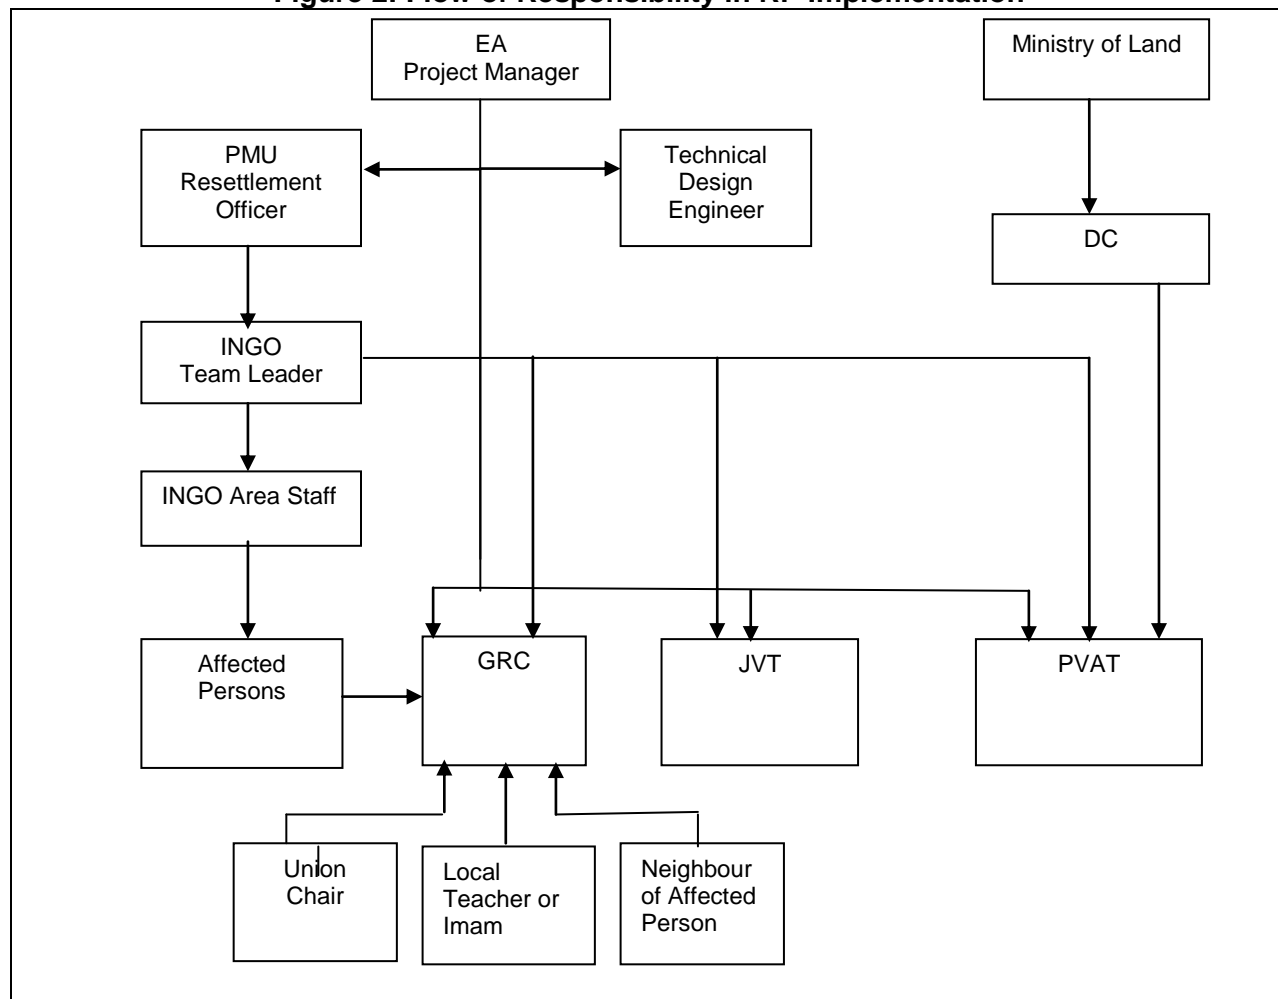 Figure 2: Flow of Responsibility in RP Implementation
EA
Project Manager
Ministry of Land
PMU
Resettlement
Officer
Technical
Design
Engineer
DC
INGO
Team Leader
INGO Area Staff
Affected
Persons
GRC
JVT
PVAT
Union
Chair
Local
Teacher or
Imam
Neighbour
of Affected
Person